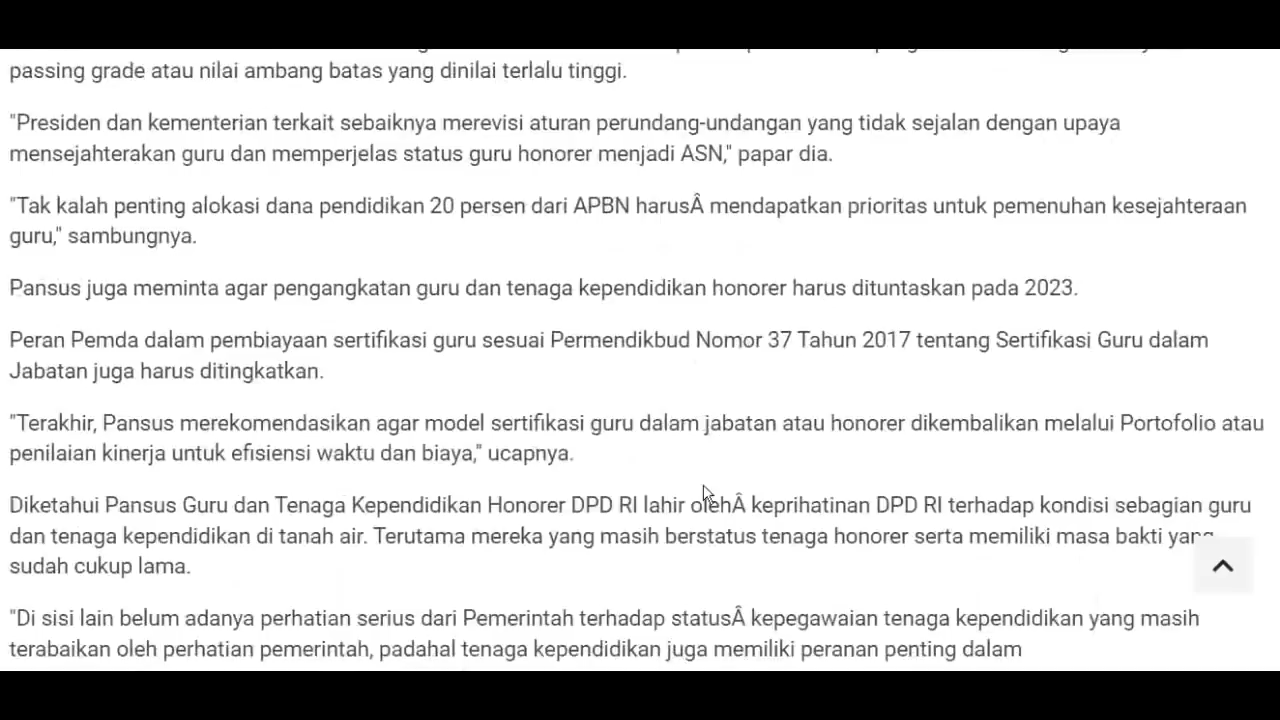 passing grade atau nilai ambang batas yang dinilai terlalu tinggi.
"Presiden dan kementerian terkait sebaiknya merevisi aturan perundang-undangan yang tidak sejalan dengan upaya
mensejahterakan guru dan memperjelas status guru honorer menjadi ASN," papar dia.
"Tak kalah penting alokasi dana pendidikan 20 persen dari APBN harusÂ mendapatkan prioritas untuk pemenuhan kesejahteraan
guru," sambungnya.
Pansus juga meminta agar pengangkatan guru dan tenaga kependidikan honorer harus dituntaskan pada 2023.
Peran Pemda dalam pembiayaan sertifikasi guru sesuai Permendikbud Nomor 37 Tahun 2017 tentang Sertifikasi Guru dalam
Jabatan juga harus ditingkatkan.
"Terakhir, Pansus merekomendasikan agar model sertifikasi guru dalam jabatan atau honorer dikembalikan melalui Portofolio atau
penilaian kinerja untuk efisiensi waktu dan biaya," ucapnya.
Diketahui Pansus Guru dan Tenaga Kependidikan Honorer DPD RI lahir olehÂ keprihatinan DPD RI terhadap kondisi sebagian guru
dan tenaga kependidikan di tanah air. Terutama mereka yang masih berstatus tenaga honorer serta memiliki masa bakti yang
sudah cukup lama.
"Di sisi lain belum adanya perhatian serius dari Pemerintah terhadap statusÂ kepegawaian tenaga kependidikan yang masih
terabaikan oleh perhatian pemerintah, padahal tenaga kependidikan juga memiliki peranan penting dalam